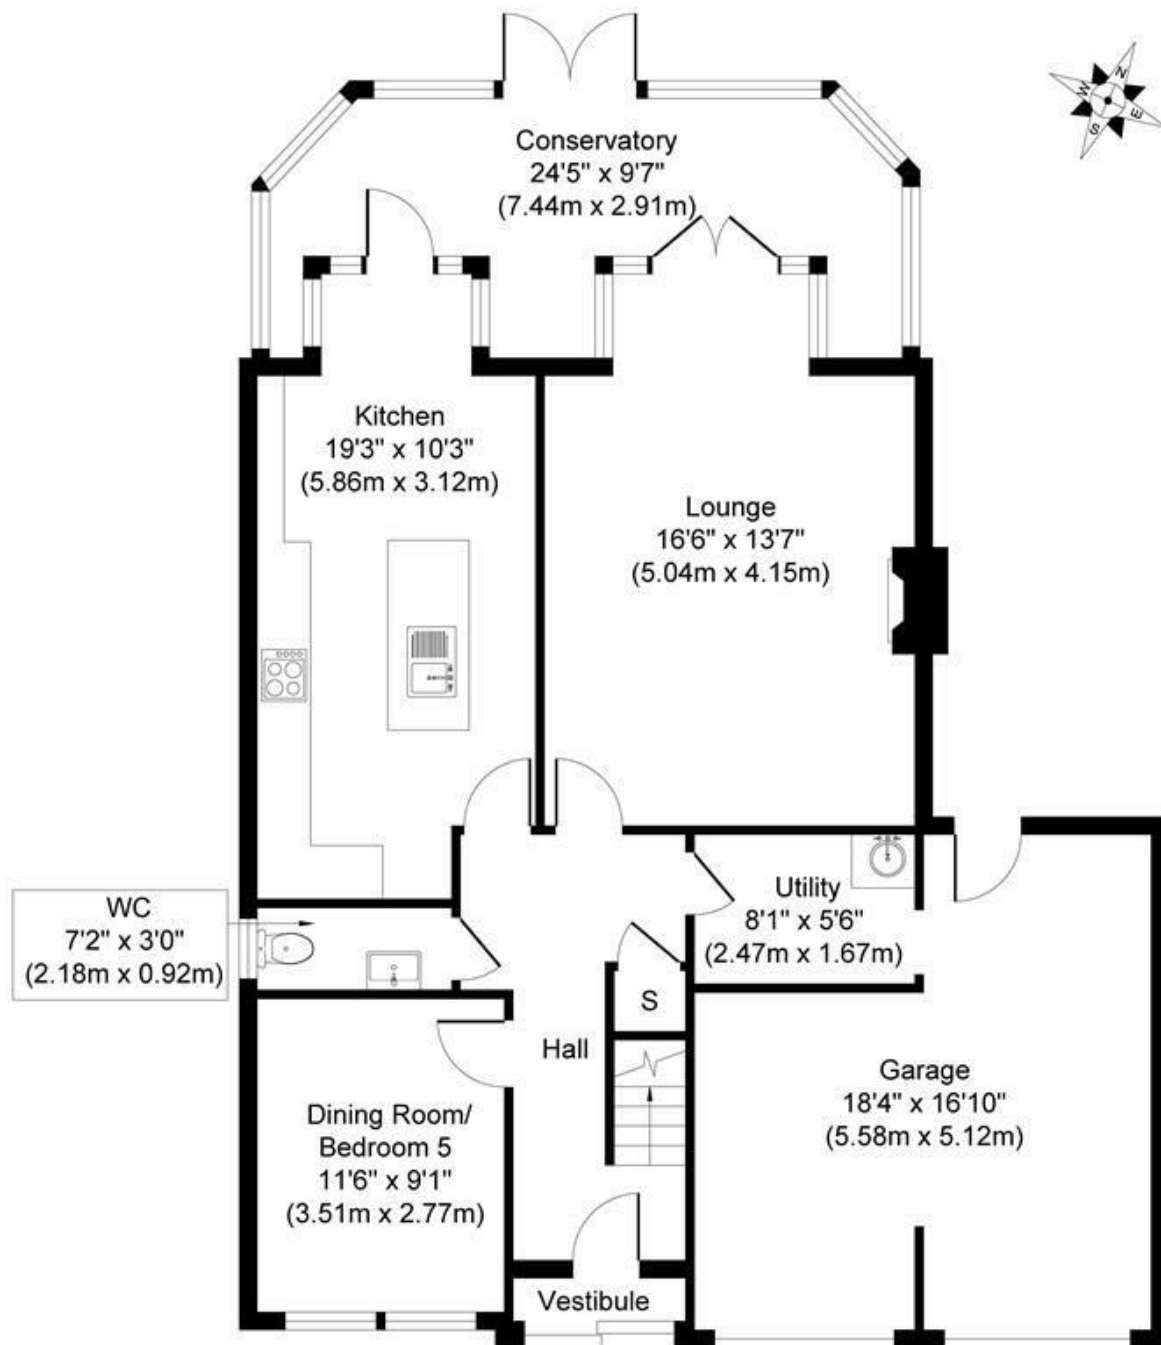 N
W
E
S
Conservatory
24'5" x 9'7"
(7.44m x 2.91m)
Kitchen
19'3" x 10'3"
(5.86m x 3.12m)
Lounge
16'6" x 13'7"
(5.04m x 4.15m)
WC
7'2" x 3'0"
(2.18m x 0.92m)
Utility
8'1" x 5'6"
(2.47m x 1.67m)
S
Hall
Garage
18'4" x 16'10"
(5.58m x 5.12m)
Dining Room/
Bedroom 5
11'6" x 9'1"
(3.51m x 2.77m)
Vestibule